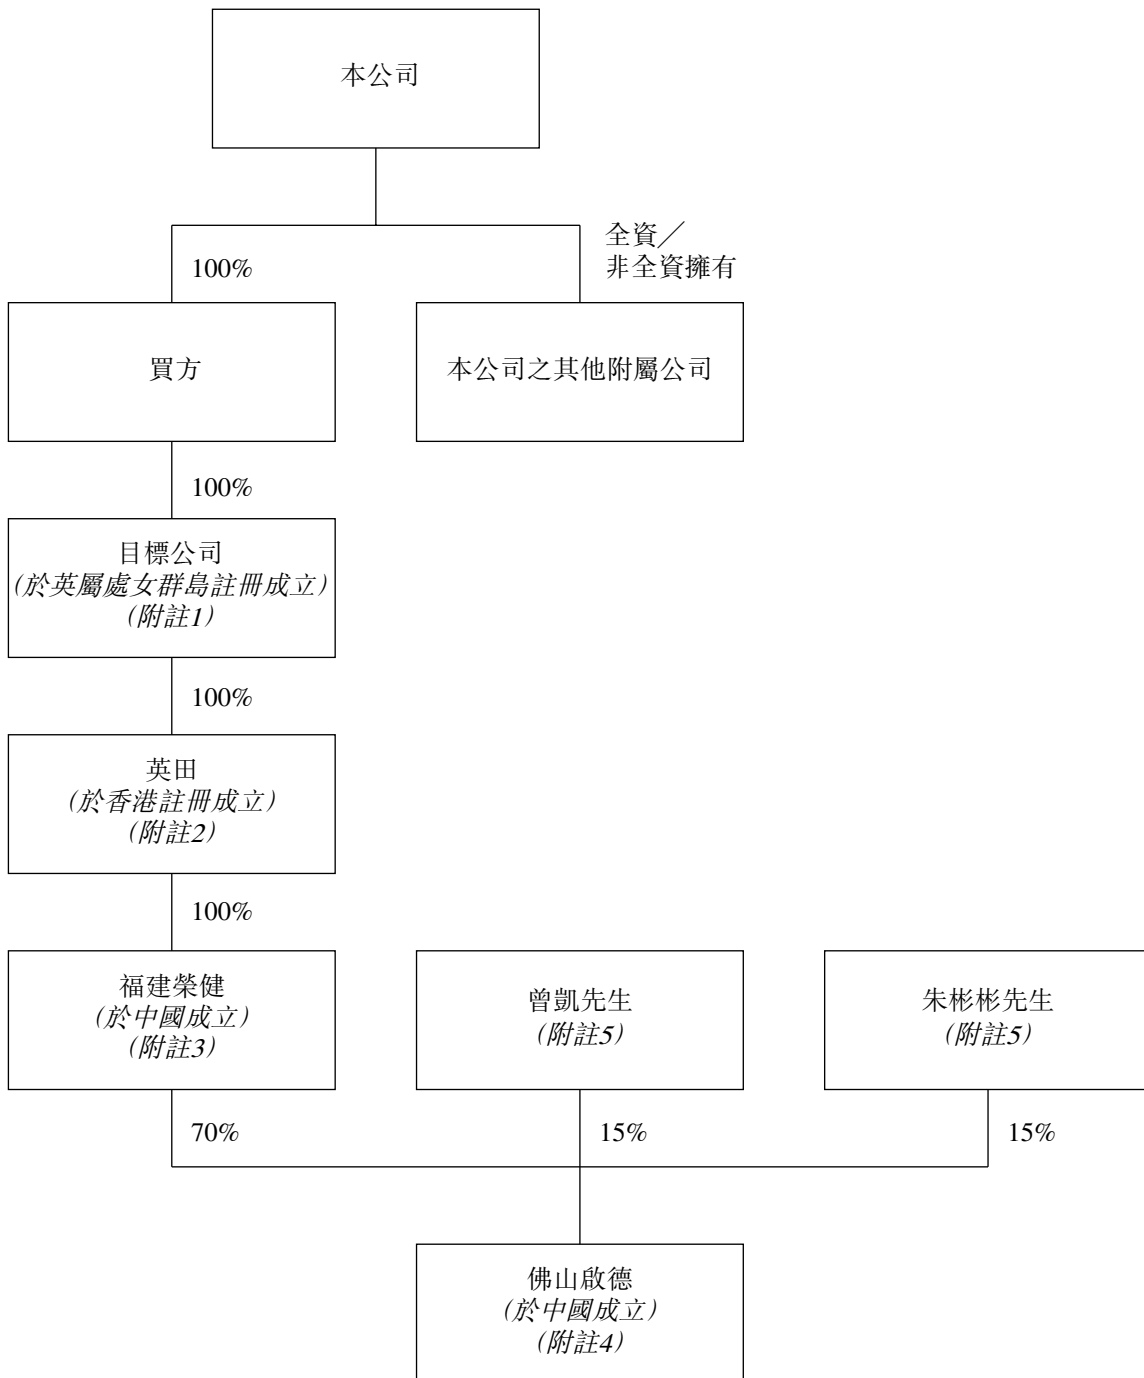 本公司
全資／
非全資擁有
100%
買方
本公司之其他附屬公司
100%
目標公司
(於英屬處女群島註冊成立)
(附註1)
100%
英田
(於香港註冊成立)
(附註2)
100%
福建榮健
(於中國成立)
(附註3)
曾凱先生
(附註5)
朱彬彬先生
(附註5)
70%
15%
15%
佛山啟德
(於中國成立)
(附註4)